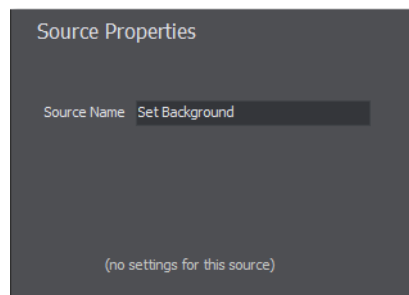 Source Properties
Source Name Set Background
(no settings for this source)